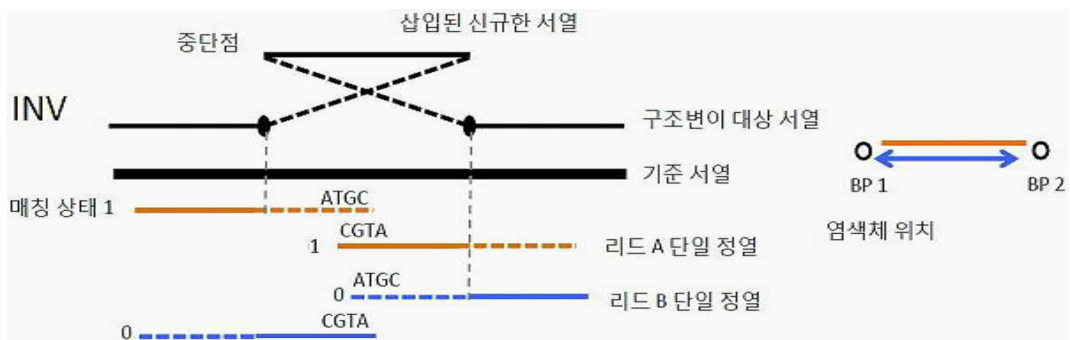 삽입된 신규한 서열
중단점
INV
구조변이 대상 서열
기준 서열
BP 1
BP 2
매칭 상태 1
ATGC
염색체 위치
1
CGTA
리드 A 단일 정열
0
ATGC
리드 B 단일 정열
0
CGTA